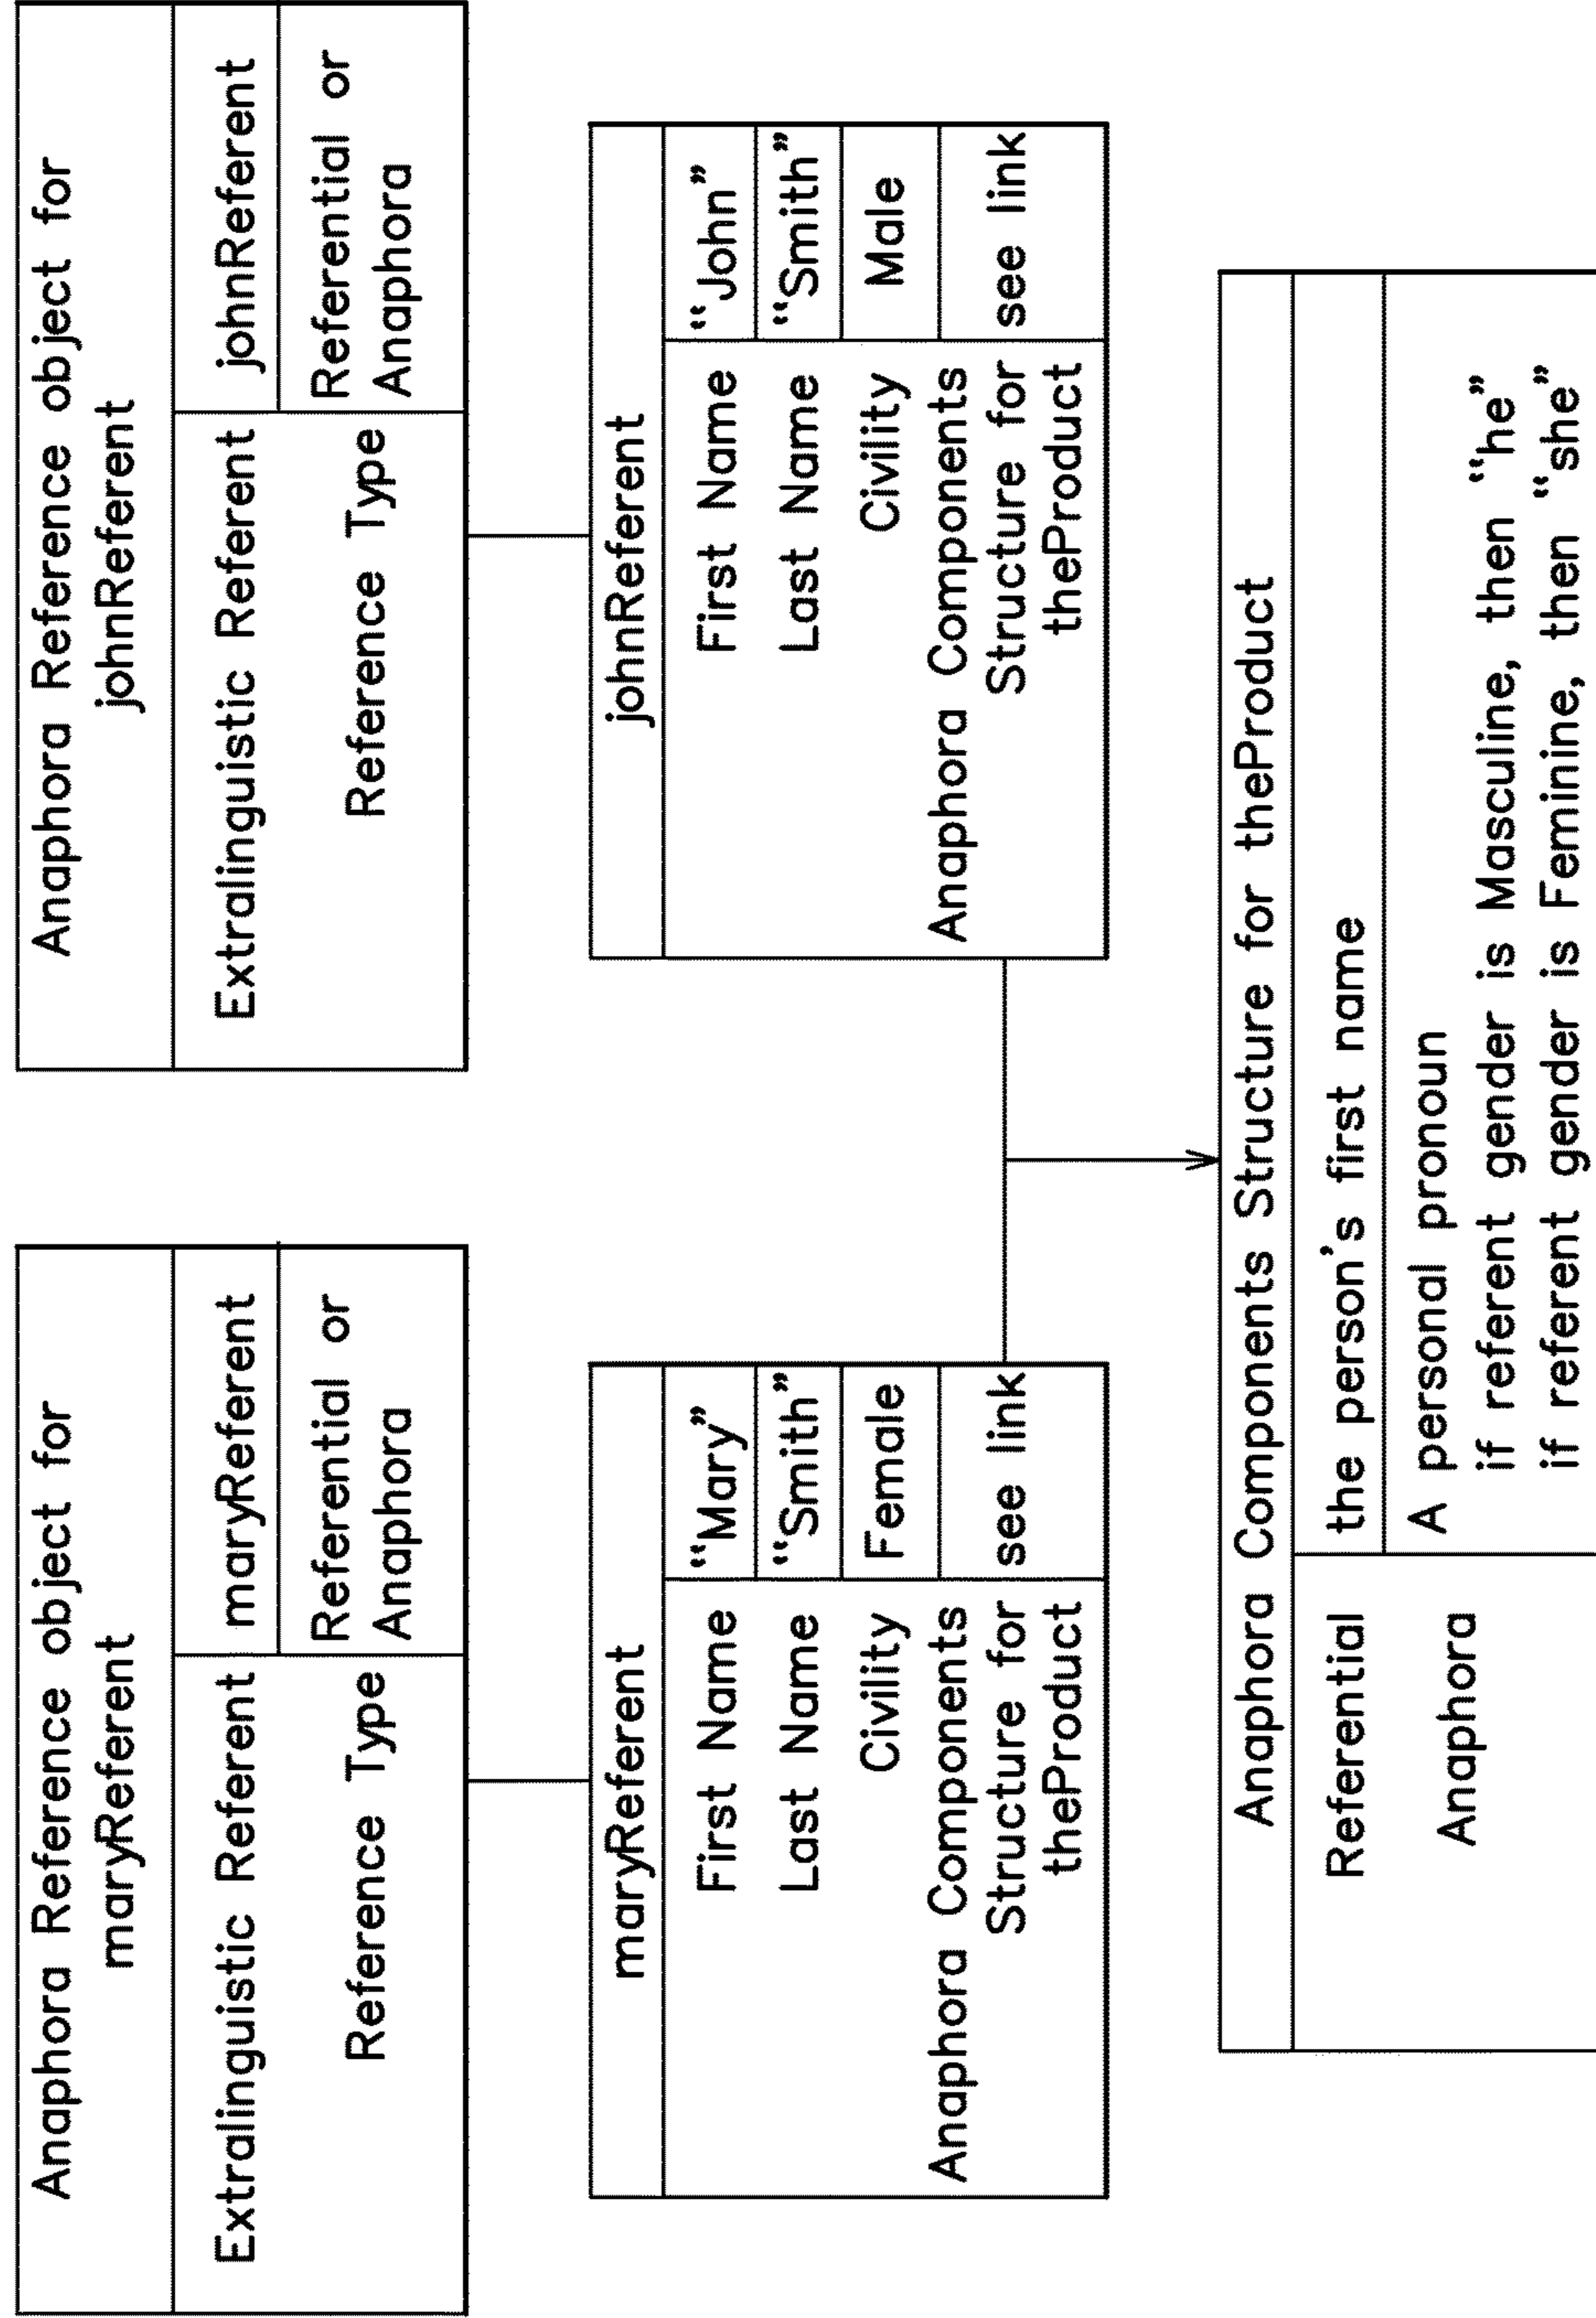 Anaphora Reference object for
maryReferent
Extralinguistic Referent
maryReferent
Reference Type
Referential or
Anaphora
Anaphora Reference object for
johnReferent
Extralinguistic Referent
johnReferent
Reference Type
Referential or
Anaphora
maryReferent
First Name
“Mary”
Last Name
“Smith”
Civility
Female
Anaphora Components
Structure for
theProduct
see link
johnReferent
First Name
“John”
Last Name
“Smith”
Civility
Male
Anaphora Components
Structure for
theProduct
see link
Anaphora Components Structure for theProduct
Referential
the person's first name
Anaphora
A personal pronoun
if referent gender is Masculine, then “he”
if referent gender is Feminine, then “she”